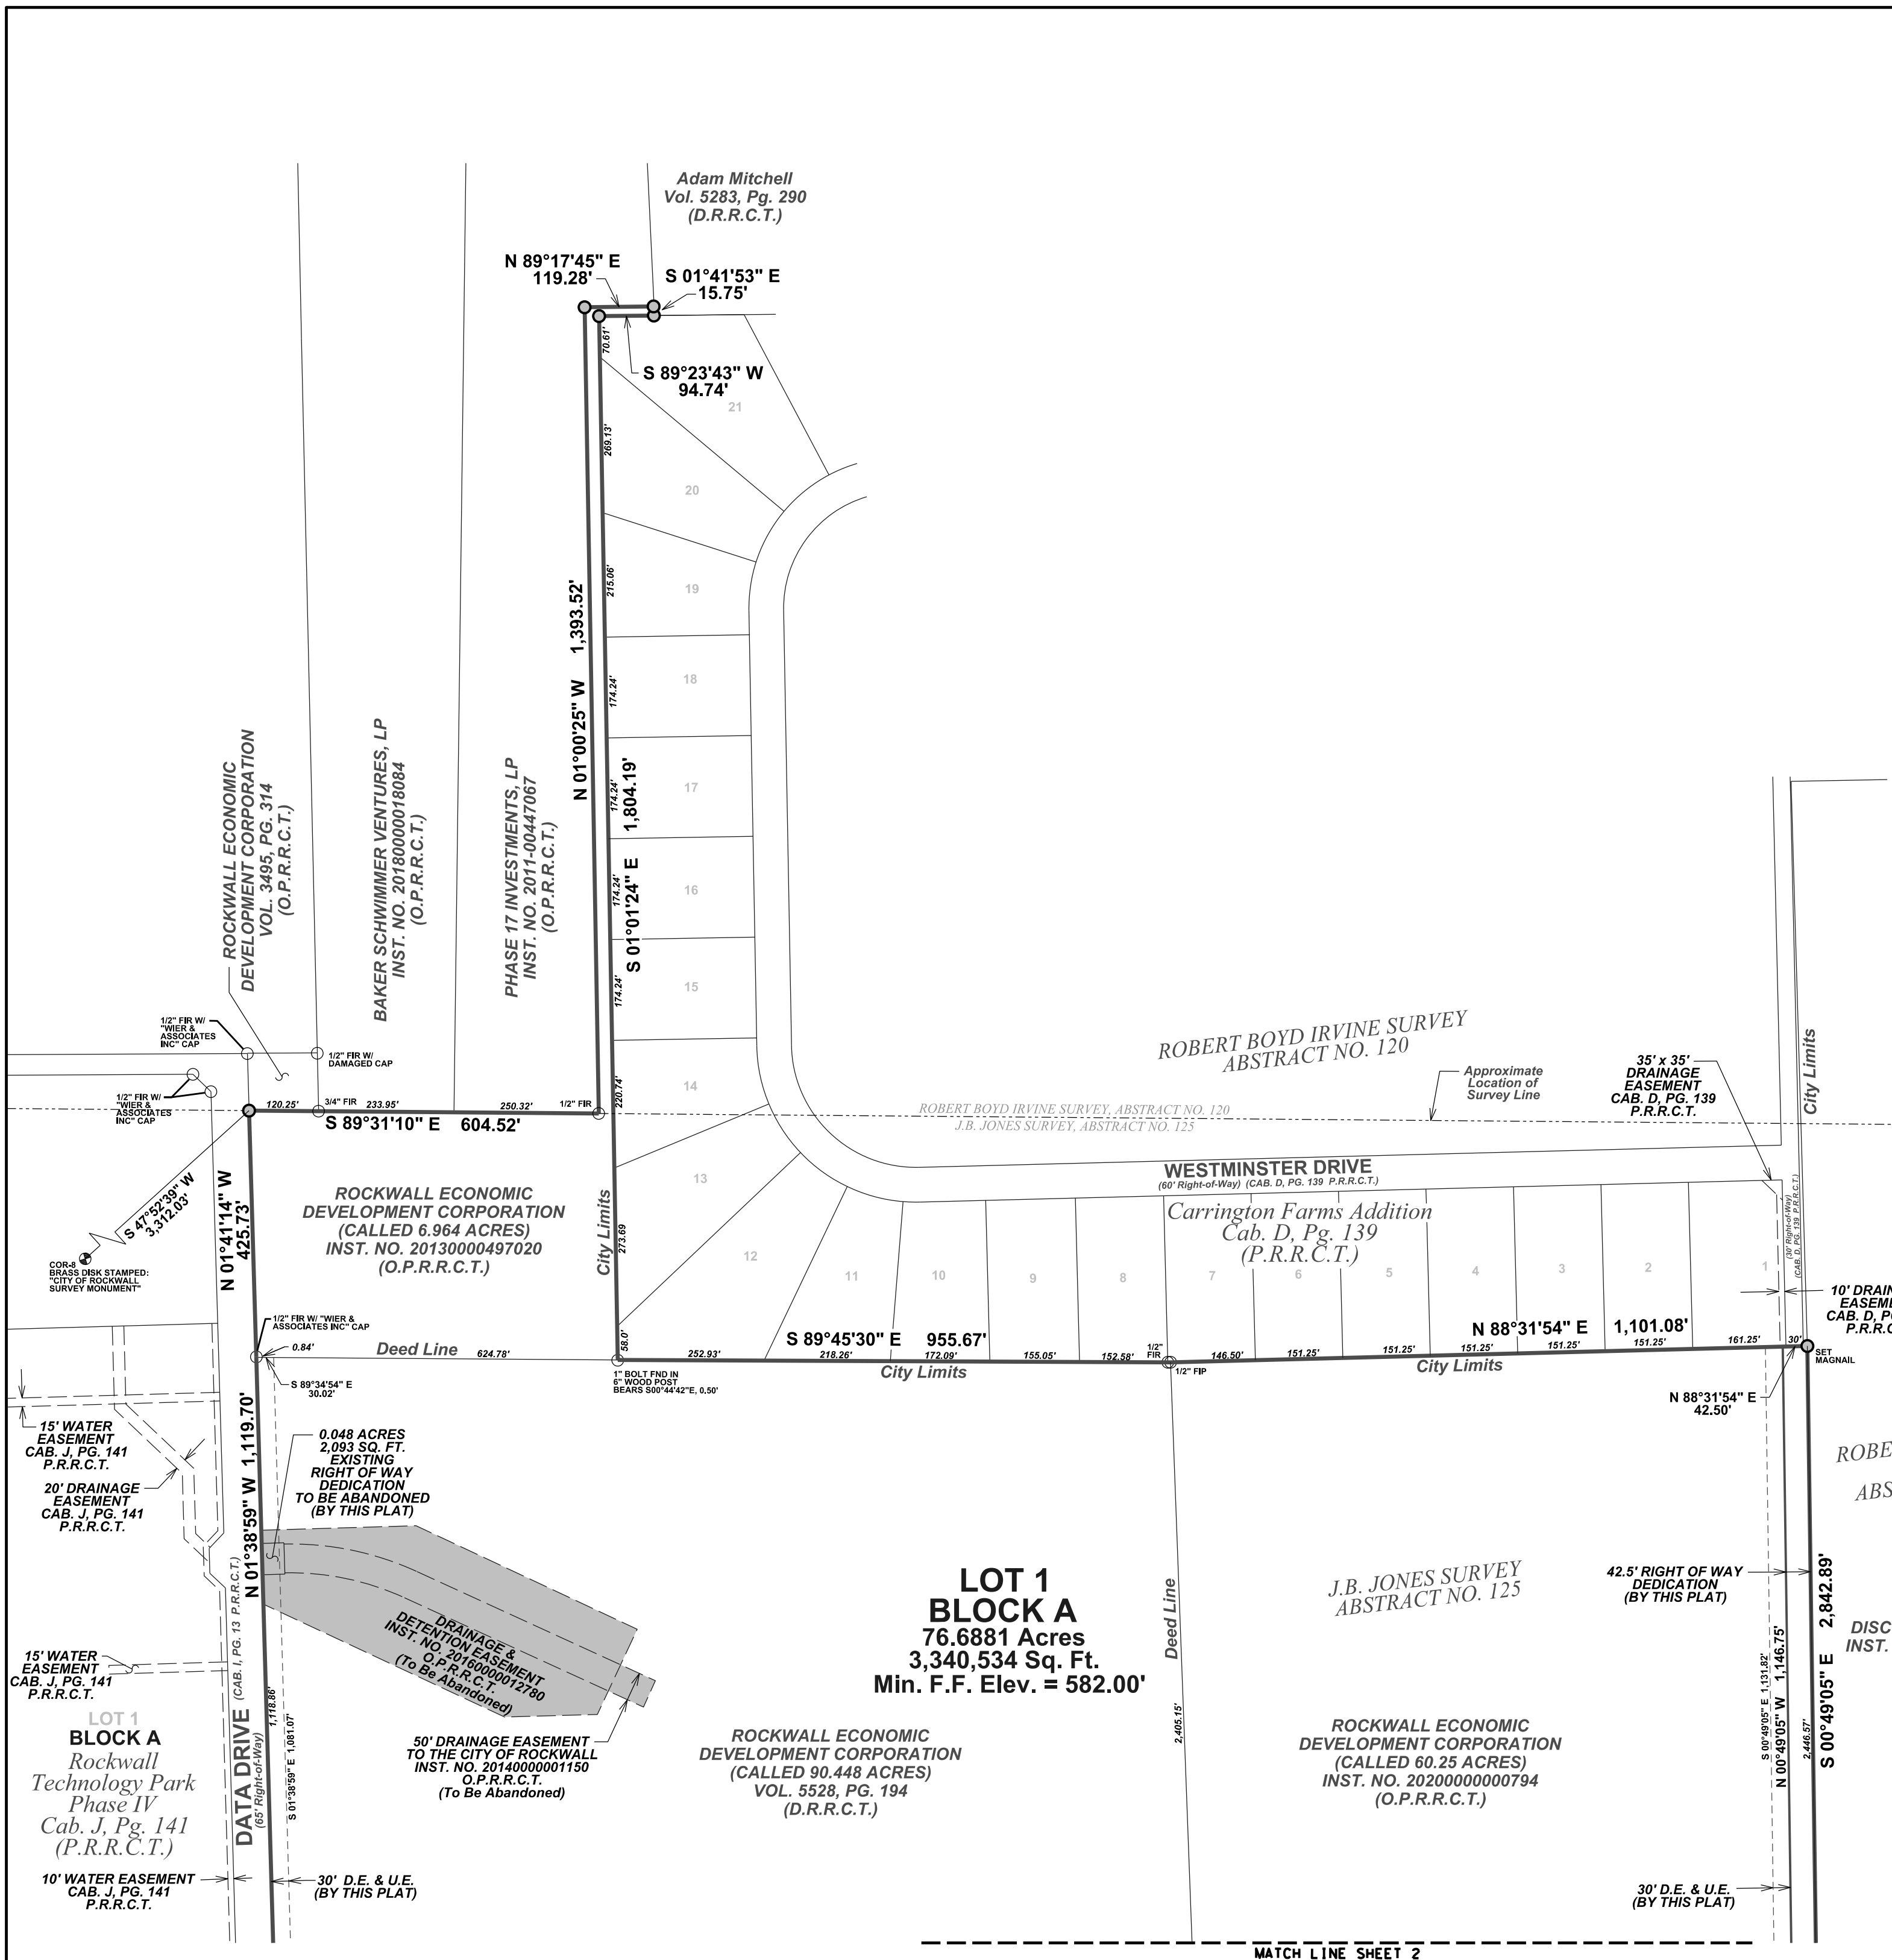 Adam Mitchell
Vol. 5283, Pg. 290
(D.R.R.C.T.)
N 89°17'45" E
119.28'
S 01°41'53" E
15.75'
70.61'
S 89°23'43" W
94.74'
21
269.13'
20
215.06'
19
N 01°00'25" W 1,393.52'
174.24'
18
174.24'
17
S 01°01'24" E 1,804.19'
174.24'
16
174.24'
15
220.74'
14
ROCKWALL ECONOMIC
DEVELOPMENT CORPORATION
VOL. 3495, PG. 314
(O.P.R.R.C.T.)
BAKER SCHWIMMER VENTURES, LP
INST. NO. 20180000018084
(O.P.R.R.C.T.)
PHASE 17 INVESTMENTS, LP
INST. NO. 2011-00447067
(O.P.R.R.C.T.)
1/2" FIR W/
"WIER &
ASSOCIATES
INC" CAP
1/2" FIR W/
DAMAGED CAP
1/2" FIR W/
"WIER &
ASSOCIATES
INC" CAP
120.25'
3/4" FIR
233.95'
250.32'
1/2" FIR
S 89°31'10" E 604.52'
ROBERT BOYD IRVINE SURVEY
ABSTRACT NO. 120
Approximate
Location of
Survey Line
35' x 35'
DRAINAGE
EASEMENT
CAB. D, PG. 139
P.R.R.C.T.
City Limits
ROBERT BOYD IRVINE SURVEY, ABSTRACT NO. 120
J.B. JONES SURVEY, ABSTRACT NO. 125
WESTMINSTER DRIVE
(60' Right-of-Way) (CAB. D, PG. 139 P.R.R.C.T.)
Carrington Farms Addition
Cab. D, Pg. 139
(P.R.R.C.T.)
(30' Right-of-Way)
(CAB. D, PG. 139 P.R.R.C.T.)
S 47°52'39" W
3,312.03'
COR-8
BRASS DISK STAMPED:
"CITY OF ROCKWALL
SURVEY MONUMENT"
N 01°41'14" W
425.73'
ROCKWALL ECONOMIC
DEVELOPMENT CORPORATION
(CALLED 6.964 ACRES)
INST. NO. 20130000497020
(O.P.R.R.C.T.)
City Limits
273.69
13
12
11
10
9
8
7
6
5
4
3
2
1
10' DRAIN
EASEME
CAB. D, P
P.R.R.C
1/2" FIR W/ "WIER &
ASSOCIATES INC" CAP
0.84'
Deed Line
624.78'
58.0'
S 89°45'30" E 955.67'
252.93'
218.26'
172.09'
155.05'
152.58'
City Limits
1/2"
FIR
1/2" FIP
N 88°31'54" E 1,101.08'
146.50'
151.25'
151.25'
151.25'
151.25'
151.25'
161.25'
30'
City Limits
SET
MAGNAIL
S 89°34'54" E
30.02'
1" BOLT FND IN
6" WOOD POST
BEARS S00°44'42"E, 0.50'
N 88°31'54" E
42.50'
15' WATER
EASEMENT
CAB. J, PG. 141
P.R.R.C.T.
20' DRAINAGE
EASEMENT
CAB. J, PG. 141
P.R.R.C.T.
N 01°38'59" W 1,119.70'
0.048 ACRES
2,093 SQ. FT.
EXISTING
RIGHT OF WAY
DEDICATION
TO BE ABANDONED
(BY THIS PLAT)
ROBE
ABS
LOT 1
BLOCK A
76.6881 Acres
3,340,534 Sq. Ft.
Min. F.F. Elev. = 582.00'
Deed Line
2,405.15'
J.B. JONES SURVEY
ABSTRACT NO. 125
42.5' RIGHT OF WAY
DEDICATION
(BY THIS PLAT)
DISC
INST.
DRAINAGE &
DETENTION EASEMENT
INST. NO. 20160000012780
O.P.R.R.C.T.
(To Be Abandoned)
15' WATER
EASEMENT
CAB. J, PG. 141
P.R.R.C.T.
LOT 1
BLOCK A
Rockwall
Technology Park
Phase IV
Cab. J, Pg. 141
(P.R.R.C.T.)
DATA DRIVE (CAB. I, PG. 13 P.R.R.C.T.)
(65' Right-of-Way)
1,118.86'
S 01°38'59" E 1,081.07'
50' DRAINAGE EASEMENT
TO THE CITY OF ROCKWALL
INST. NO. 20140000001150
O.P.R.R.C.T.
(To Be Abandoned)
ROCKWALL ECONOMIC
DEVELOPMENT CORPORATION
(CALLED 90.448 ACRES)
VOL. 5528, PG. 194
(D.R.R.C.T.)
ROCKWALL ECONOMIC
DEVELOPMENT CORPORATION
(CALLED 60.25 ACRES)
INST. NO. 20200000000794
(O.P.R.R.C.T.)
S 00°49'05" E 1,131.82'
N 00°49'05" W 1,146.75'
2,446.57'
S 00°49'05" E 2,842.89'
10' WATER EASEMENT
CAB. J, PG. 141
P.R.R.C.T.
30' D.E. & U.E.
(BY THIS PLAT)
30' D.E. & U.E.
(BY THIS PLAT)
MATCH LINE SHEET 2